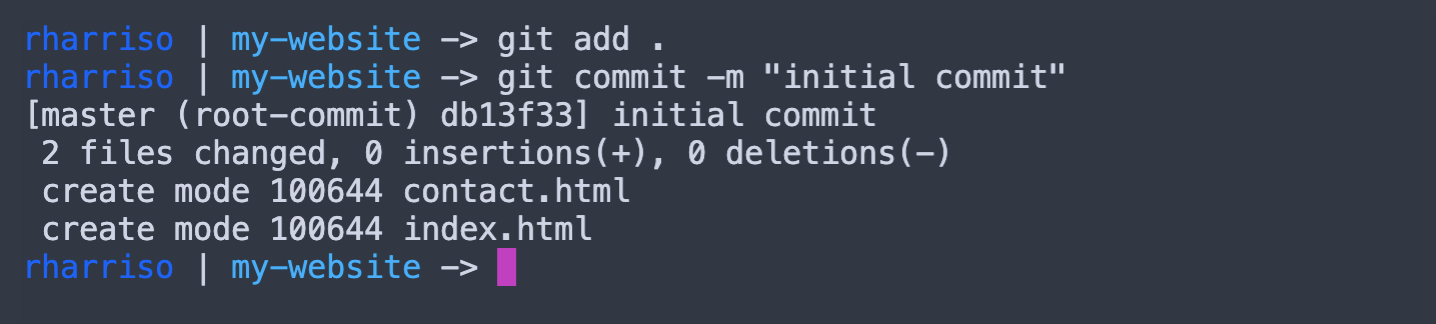 rharriso | my-website -> git add .
rharriso | my-website -> git commit -m "initial commit"
[master (root-commit) db13f33] initial commit
 2 files changed, 0 insertions(+), 0 deletions(-)
 create mode 100644 contact.html
 create mode 100644 index.html
rharriso | my-website ->